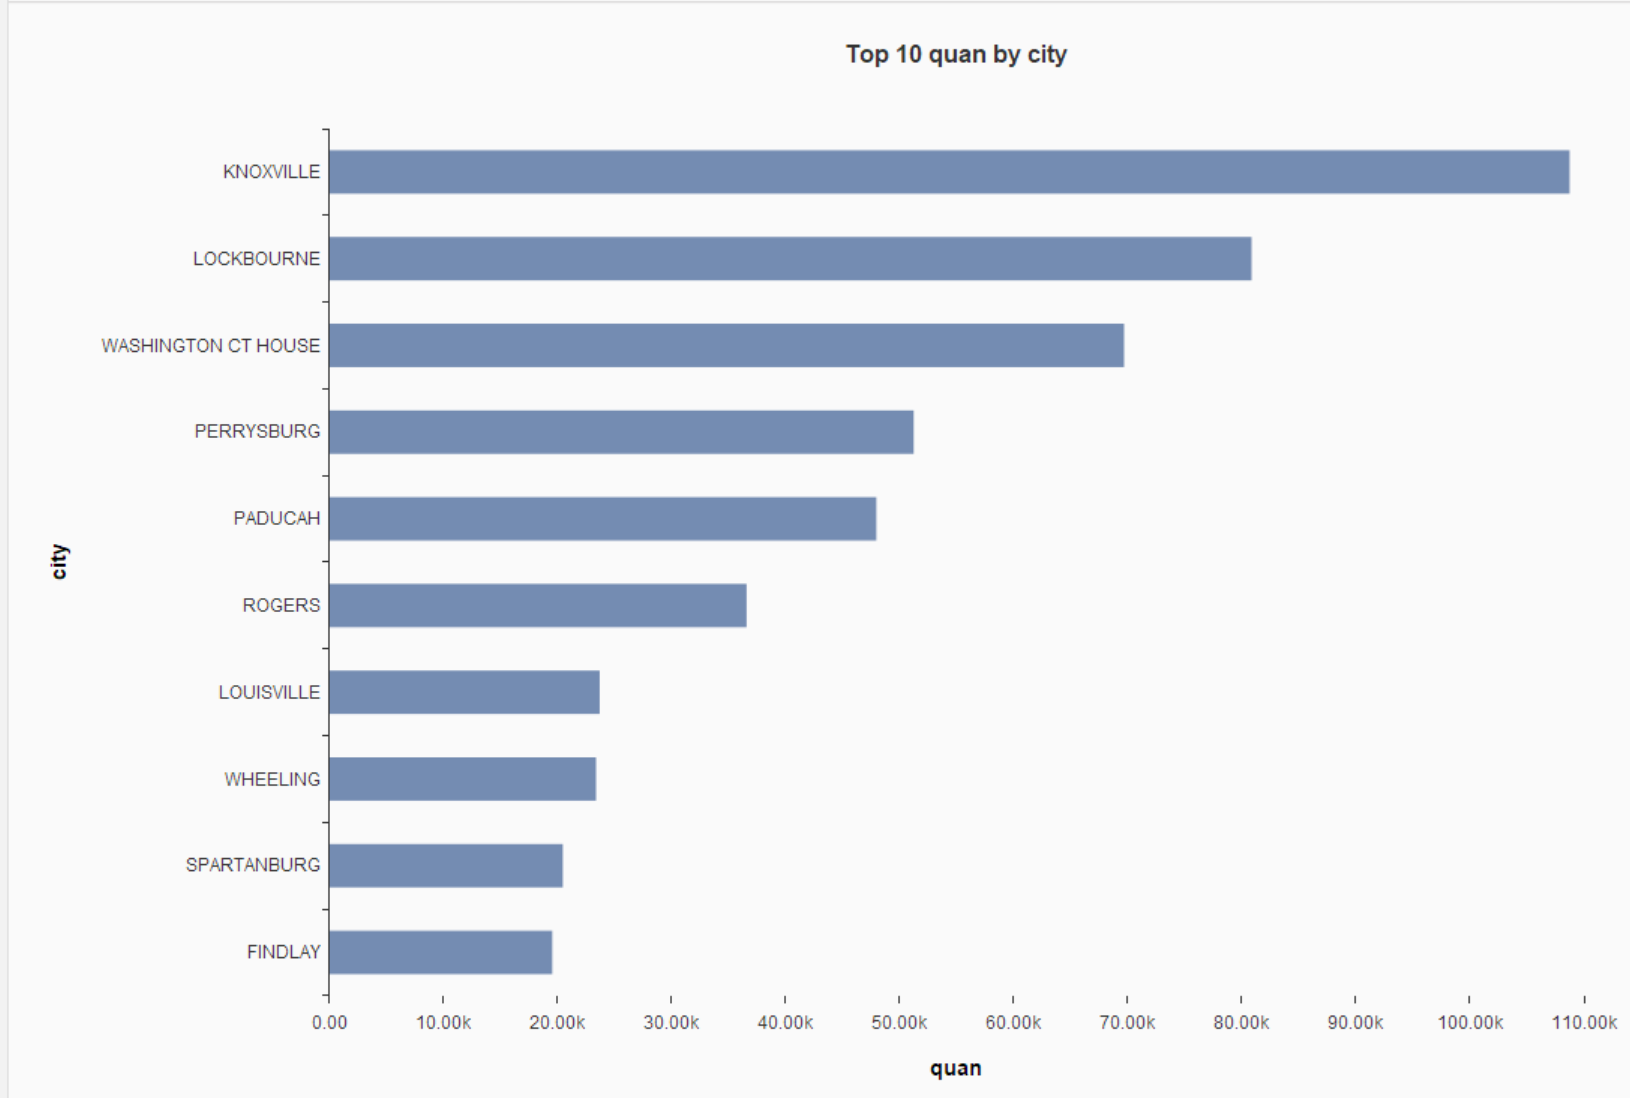 Top 10 quan by city
KNOXVILLE
LOCKBOURNE
WASHINGTON CT HOUSE
PERRYSBURG
PADUCAH
city
ROGERS
LOUISVILLE
WHEELING
SPARTANBURG
FINDLAY
0.00 10.00k 20.00k 30.00k 40.00k 50.00k 60.00k 70.00k 80.00k 90.00k 100.00k 110.00k
quan